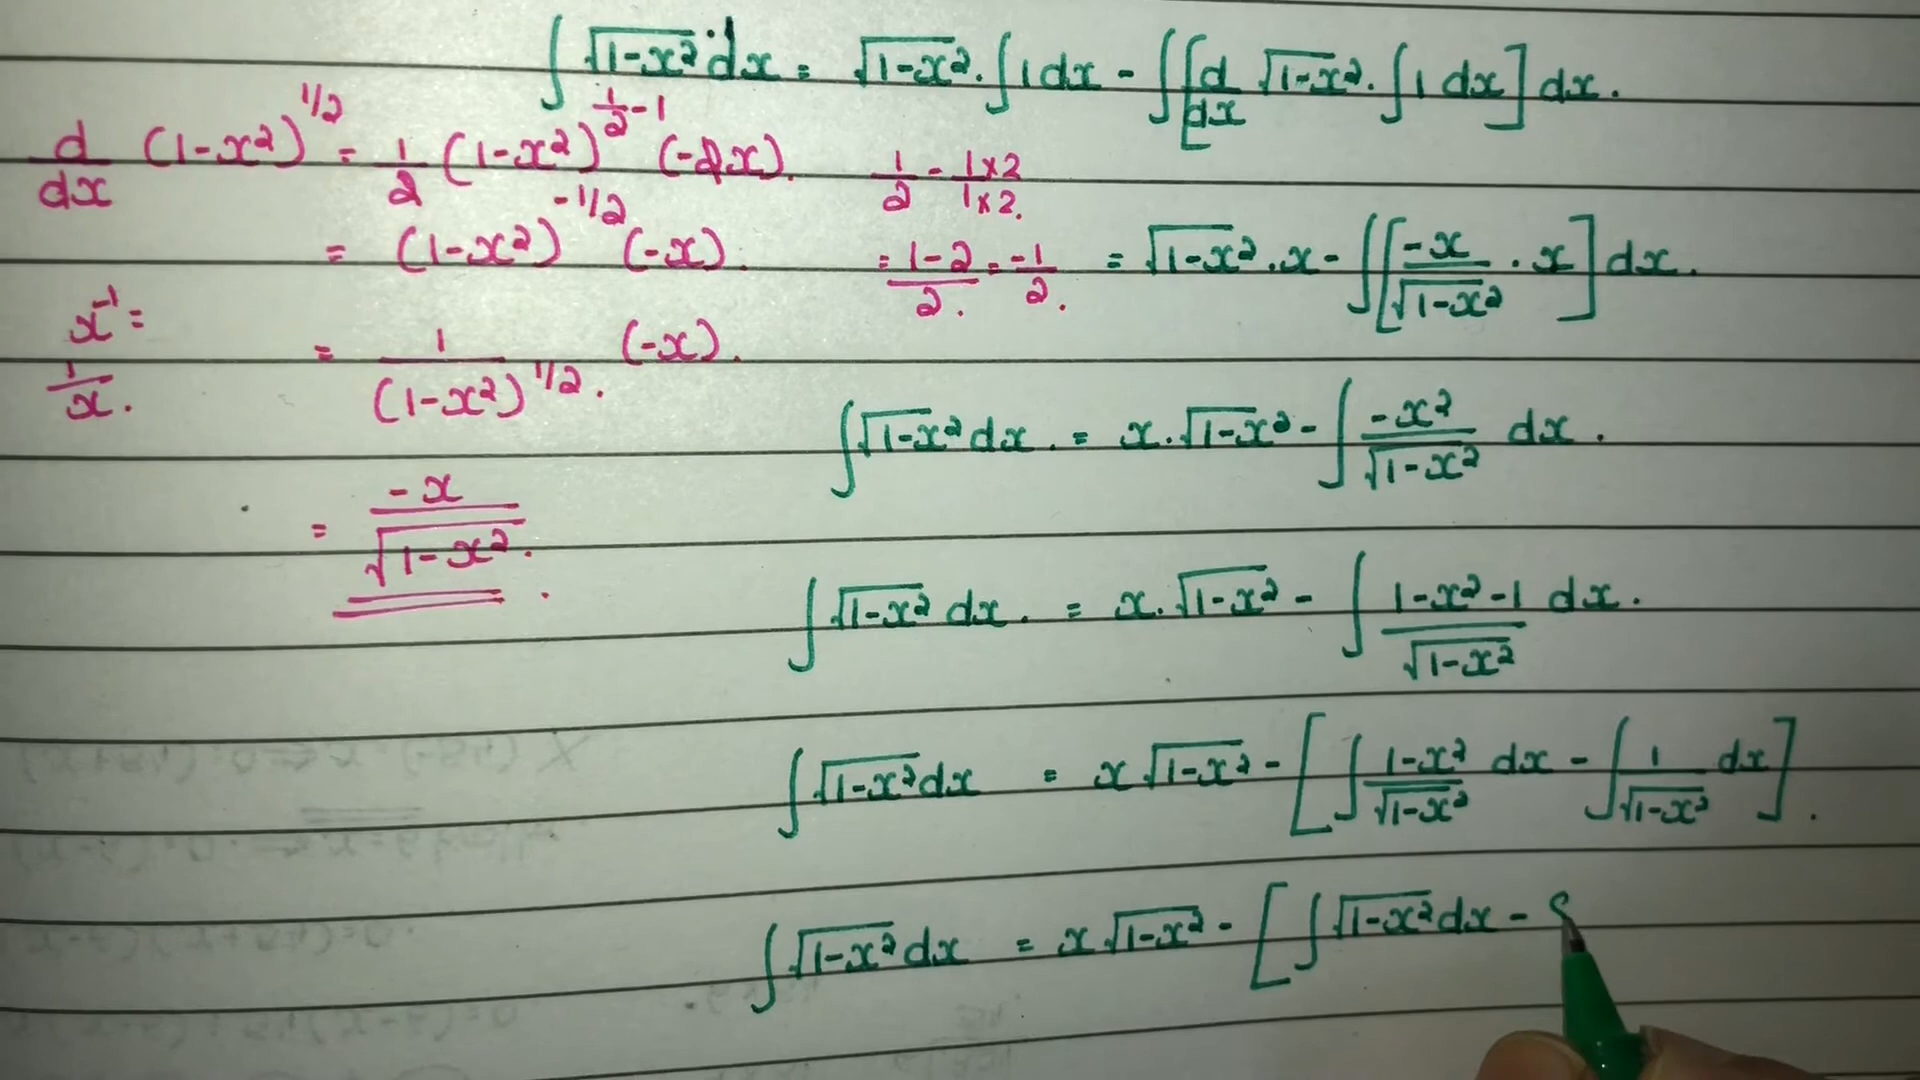 ∫ √1-x² dx = √1-x² . ∫ 1 dx - ∫ [ d/dx √1-x² . ∫ 1 dx ] dx .
d/dx (1-x²)^1/2 = 1/2 (1-x²)^1/2-1 (-2x) . 1/2 - 1×2/1×2 .
= (1-x²)^-1/2 (-x) . = 1-2/2 . = -1/2 .
= √1-x² . x - ∫ [ -x/√1-x² . x ] dx .
x^-1 = 1/x .
= 1/(1-x²)^1/2 . (-x) .
∫ √1-x² dx . = x . √1-x² - ∫ -x²/√1-x² dx .
= -x/√1-x² .
∫ √1-x² dx . = x . √1-x² - ∫ 1-x²-1/√1-x² dx .
∫ √1-x² dx = x √1-x² - [ ∫ 1-x²/√1-x² dx - ∫ 1/√1-x² dx ] .
∫ √1-x² dx = x √1-x² - [ ∫ √1-x² dx -